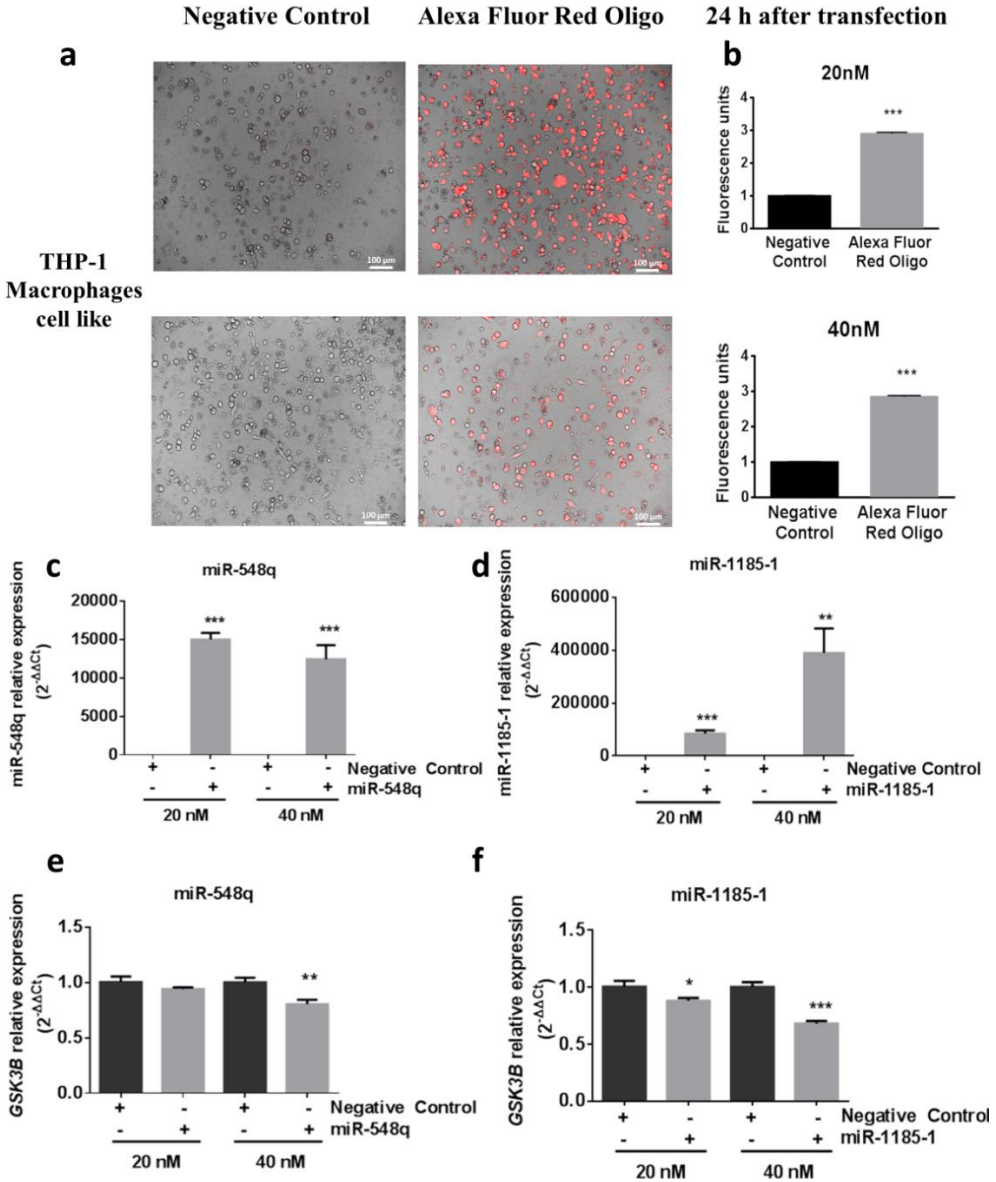 Negative Control
Alexa Fluor Red Oligo
24 h after transfection
a
THP-1
Macrophages
cell like
100 µm
100 µm
100 µm
100 µm
b
20nM
Fluorescence units
4
3
2
1
0
Negative
Control
Alexa Fluor
Red Oligo
40nM
Fluorescence units
4
3
2
1
0
***
***
Negative
Control
Alexa Fluor
Red Oligo
c
miR-548q
miR-548q relative expression
(2-ΔΔCt)
20000
15000
10000
5000
0
***
***
+ - + - Negative Control
- + - + miR-548q
20 nM 40 nM
d
miR-1185-1
miR-1185-1 relative expression
(2-ΔΔCt)
600000
400000
200000
0
***
**
+ - + - Negative Control
- + - + miR-1185-1
20 nM 40 nM
e
miR-548q
GSK3B relative expression
(2-ΔΔCt)
1.5
1.0
0.5
0.0
**
+ - + - Negative Control
- + - + miR-548q
20 nM 40 nM
f
miR-1185-1
GSK3B relative expression
(2-ΔΔCt)
1.5
1.0
0.5
0.0
*
***
+ - + - Negative Control
- + - + miR-1185-1
20 nM 40 nM